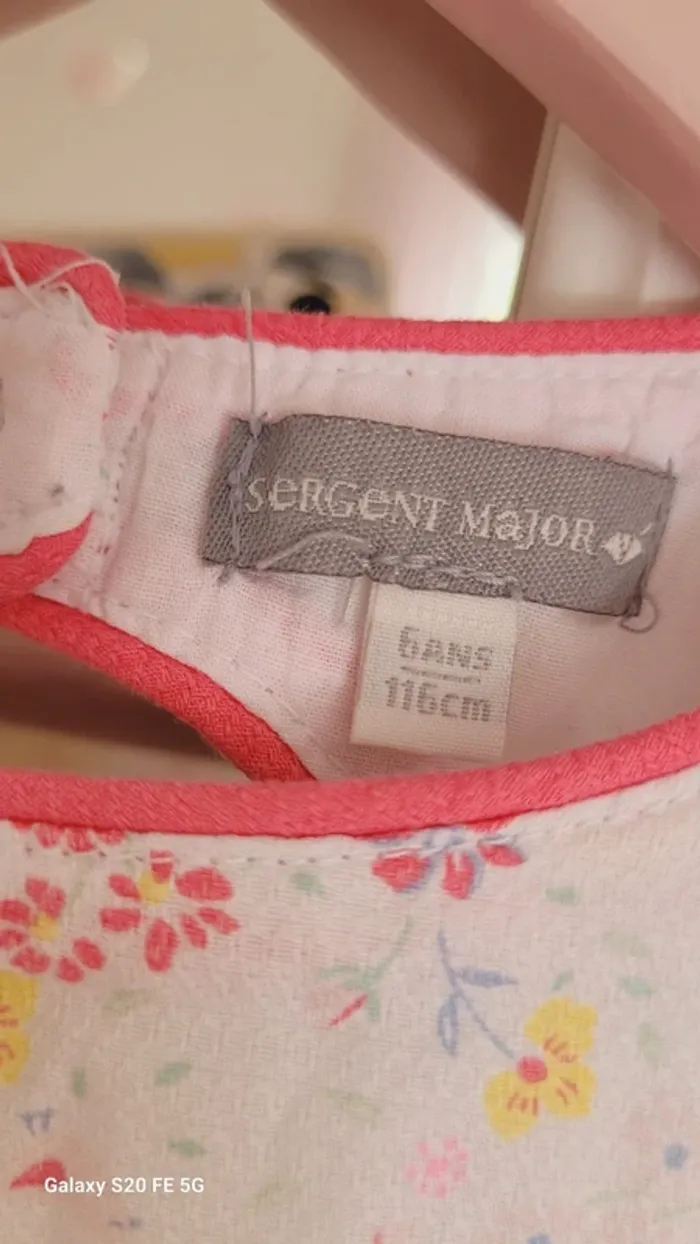 SeRGeNT MaJOR
6ANS
116cm
Galaxy S20 FE 5G